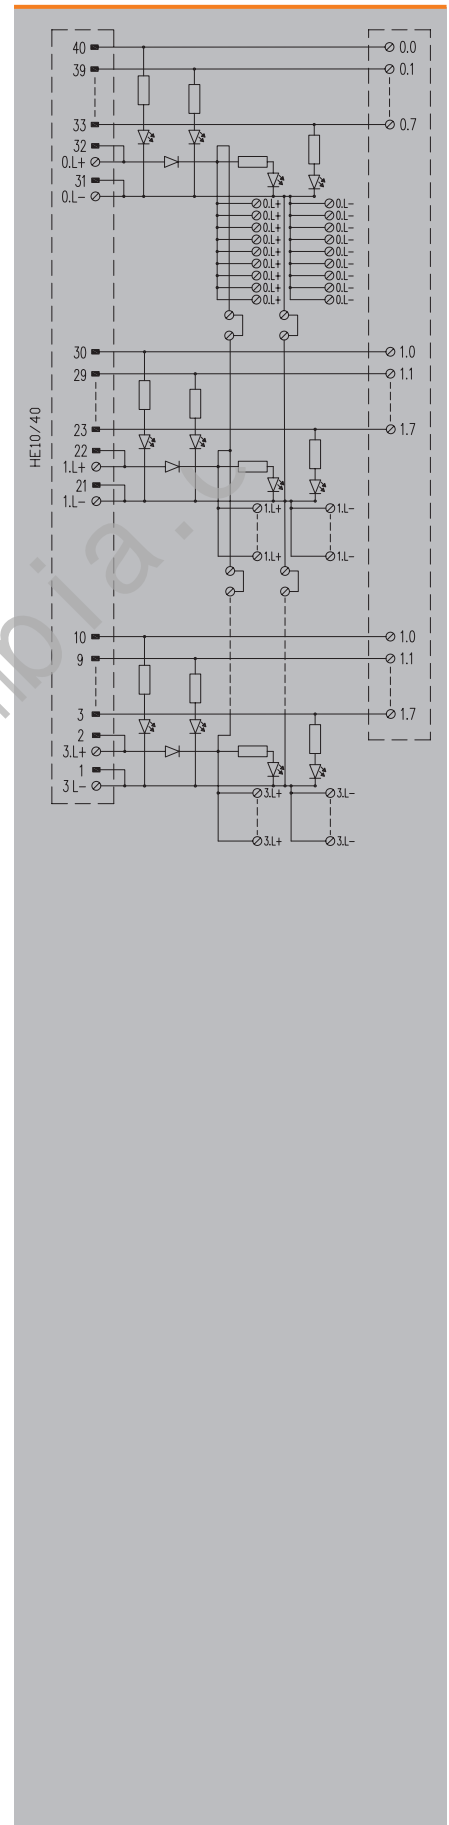 40 0.0
39 0.1
33 0.7
32
0.L+
31
0.L-
0.L+ 0.L-
0.L+ 0.L-
0.L+ 0.L-
0.L+ 0.L-
0.L+ 0.L-
0.L+ 0.L-
0.L+ 0.L-
0.L+ 0.L-
0.L+ 0.L-
30 1.0
29 1.1
HE10/40
23 1.7
22
1.L+
21
1.L-
1.L+ 1.L-
1.L+ 1.L-
10 1.0
9 1.1
3 1.7
2
3.L+
1
3 L-
3.L+ 3.L-
3.L+ 3.L-